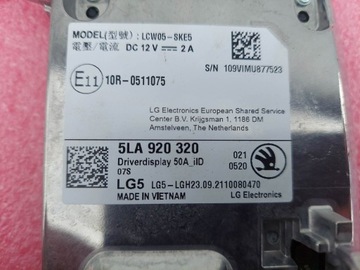 MODEL(型號): LCW05-SKE5
電壓/電流 DC 12V ⎓ 2A
S/N 109VIMU877523
E11 10R-0511075
LG Electronics European Shared Service
Center B.V. Krijgsman 1, 1186 DM
Amstelveen, The Netherlands
5LA 920 320
Driverdisplay 50A_iID
021
07S
0520
LG5 LG5-LGH23.09.2110080470
MADE IN VIETNAM
LG Electronics